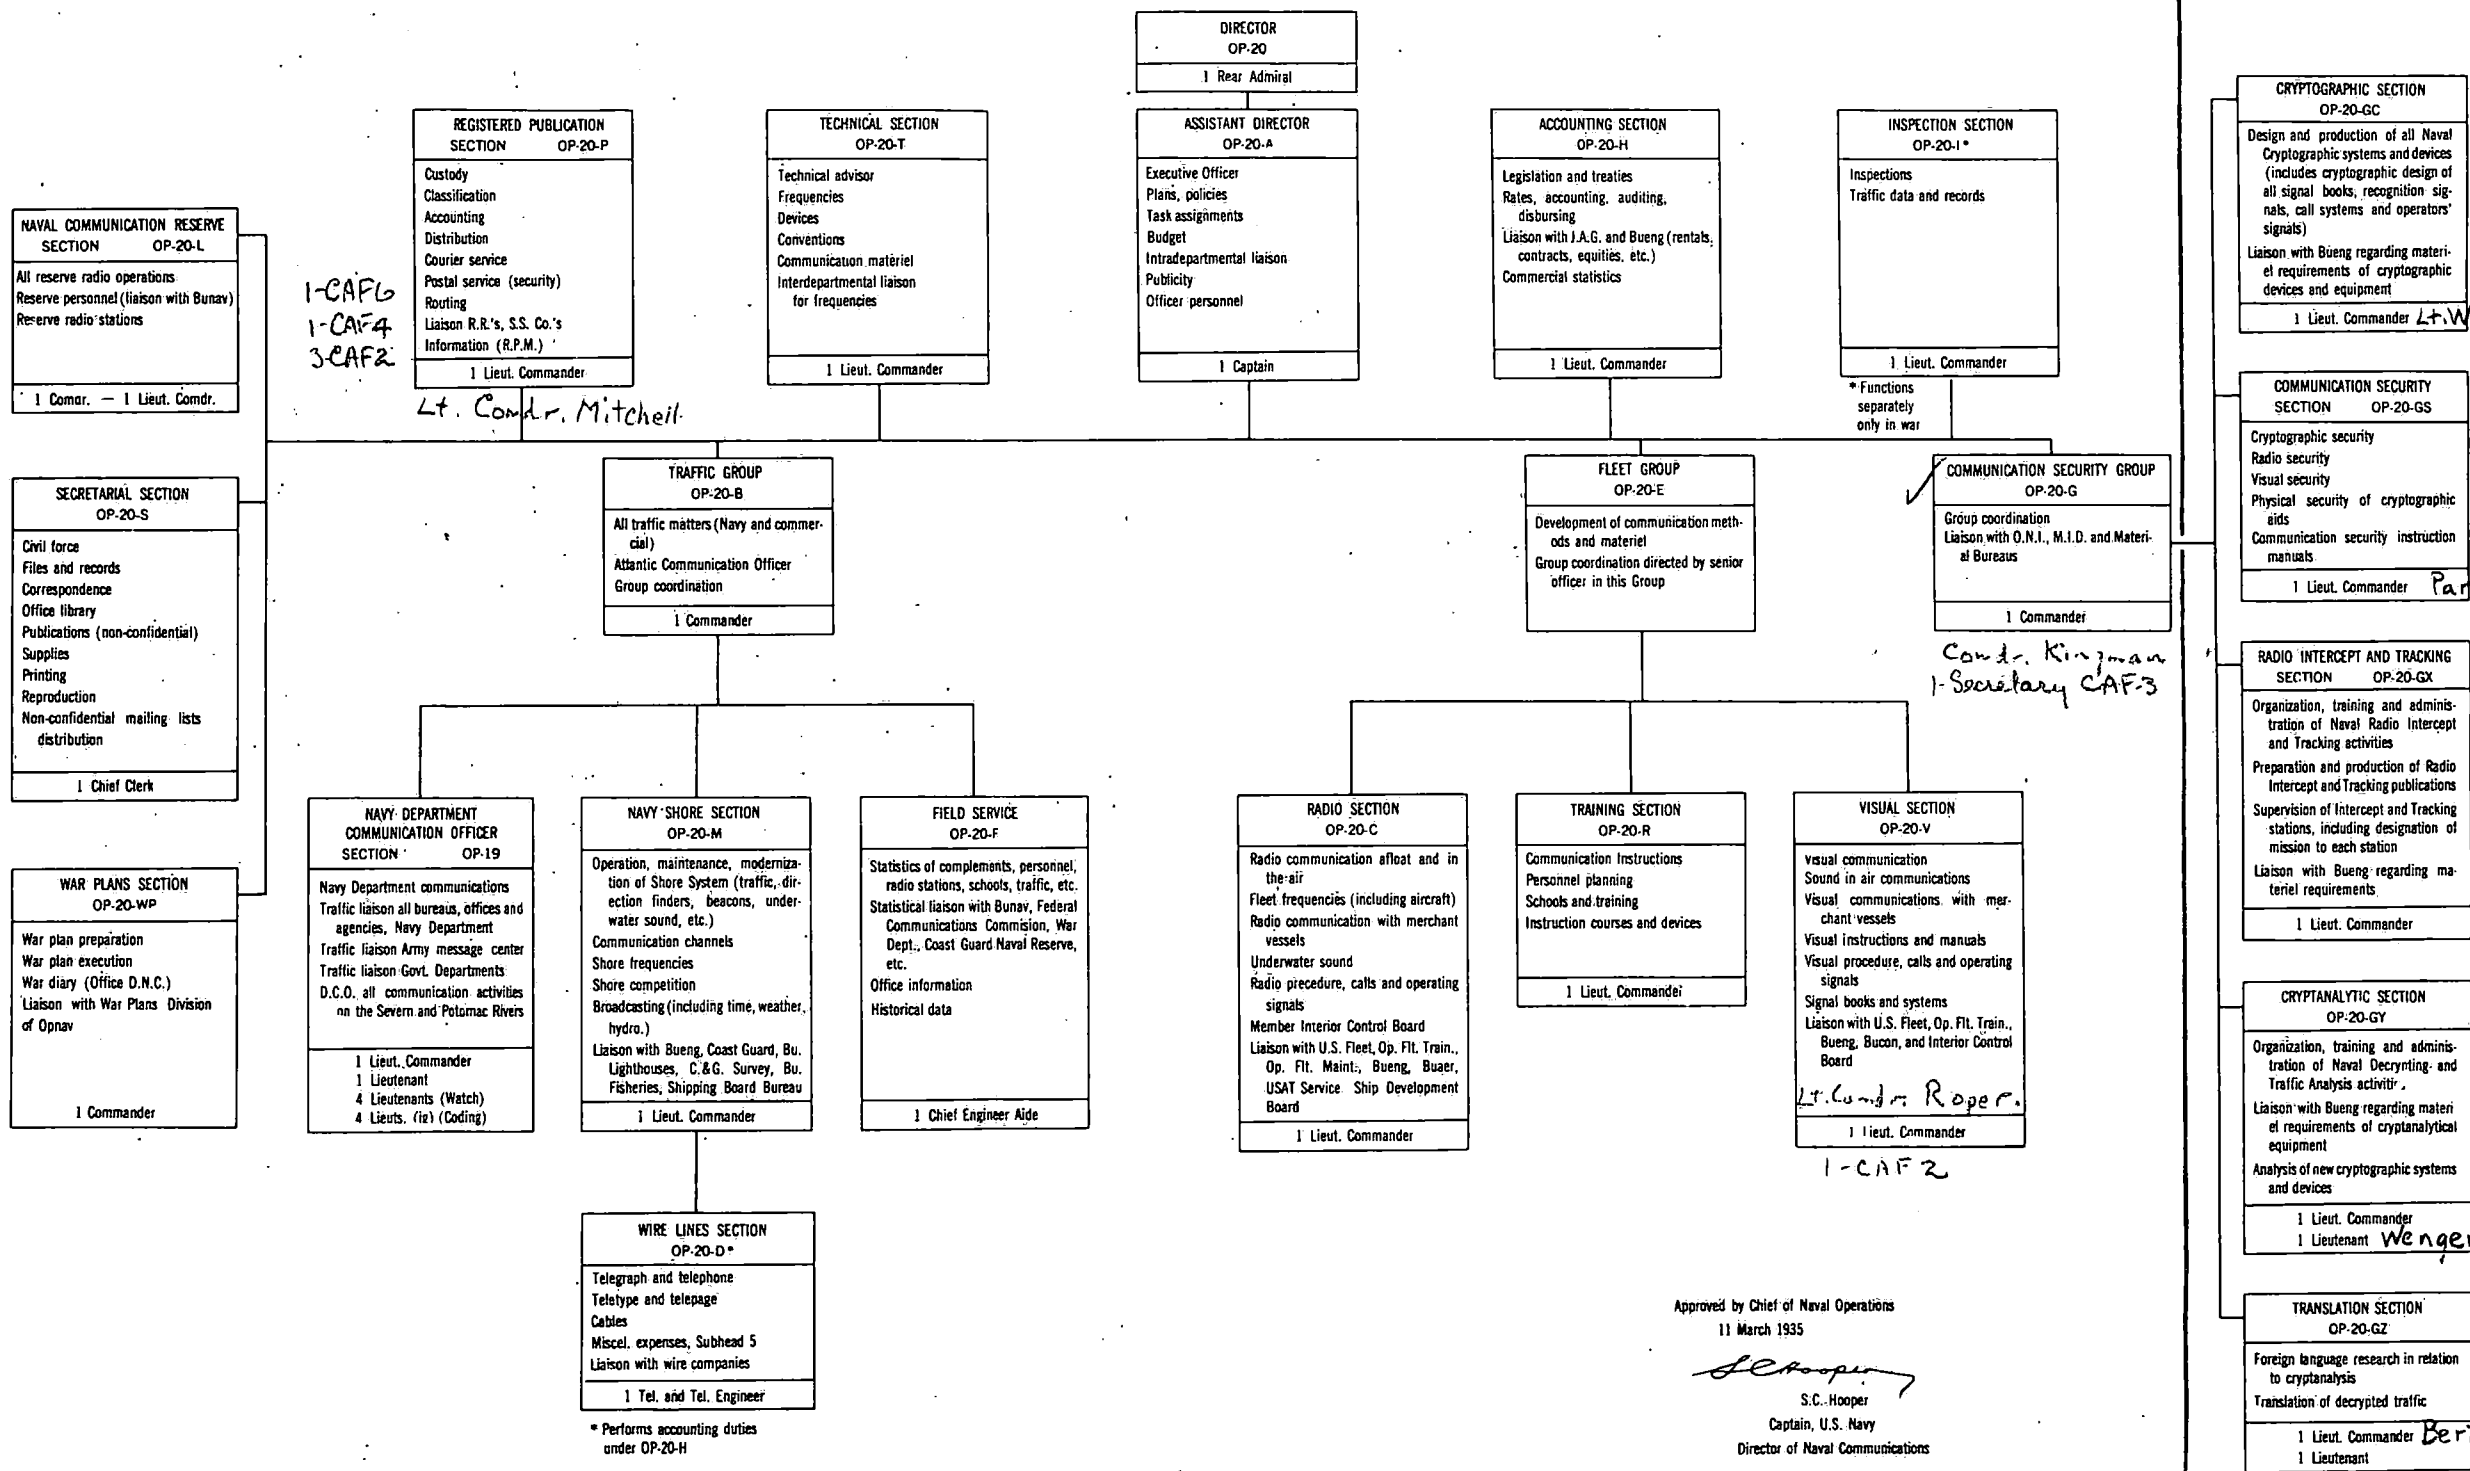 DIRECTOR
OP-20
1 Rear Admiral
REGISTERED PUBLICATION
SECTION OP-20-P
Custody
Classification
Accounting
Distribution
Courier service
Postal service (security)
Routing
Liaison R.R.'s, S.S. Co.'s
Information (R.P.M.)
1 Lieut. Commander
1-CAF6
1-CAF4
3-CAF2
Lt. Comdr. Mitchell
TECHNICAL SECTION
OP-20-T
Technical advisor
Frequencies
Devices
Conventions
Communication materiel
Interdepartmental liaison
for frequencies
1 Lieut. Commander
ASSISTANT DIRECTOR
OP-20-A
Executive Officer
Plans, policies
Task assignments
Budget
Intradepartmental liaison
Publicity
Officer personnel
1 Captain
ACCOUNTING SECTION
OP-20-H
Legislation and treaties
Rates, accounting, auditing,
disbursing
Liaison with J.A.G. and Bueng (rentals,
contracts, equities, etc.)
Commercial statistics
1 Lieut. Commander
INSPECTION SECTION
OP-20-I*
Inspections
Traffic data and records
1 Lieut. Commander
* Functions
separately
only in war
NAVAL COMMUNICATION RESERVE
SECTION OP-20-L
All reserve radio operations
Reserve personnel (liaison with Bunav)
Reserve radio stations
1 Comdr. — 1 Lieut. Comdr.
SECRETARIAL SECTION
OP-20-S
Civil force
Files and records
Correspondence
Office library
Publications (non-confidential)
Supplies
Printing
Reproduction
Non-confidential mailing lists
distribution
1 Chief Clerk
WAR PLANS SECTION
OP-20-WP
War plan preparation
War plan execution
War diary (Office D.N.C.)
Liaison with War Plans Division
of Opnav
1 Commander
TRAFFIC GROUP
OP-20-B
All traffic matters (Navy and commer-
cial)
Atlantic Communication Officer
Group coordination
1 Commander
FLEET GROUP
OP-20-E
Development of communication meth-
ods and materiel
Group coordination directed by senior
officer in this Group
COMMUNICATION SECURITY GROUP
OP-20-G
Group coordination
Liaison with O.N.I., M.I.D. and Materi-
al Bureaus
1 Commander
Comdr. Kingman
1-Secretary CAF-3
NAVY DEPARTMENT
COMMUNICATION OFFICER
SECTION OP-19
Navy Department communications
Traffic liaison all bureaus, offices and
agencies, Navy Department
Traffic liaison Army message center
Traffic liaison Govt. Departments
D.C.O. all communication activities
on the Severn and Potomac Rivers
1 Lieut. Commander
1 Lieutenant
4 Lieutenants (Watch)
4 Lieuts. (jg) (Coding)
NAVY SHORE SECTION
OP-20-M
Operation, maintenance, moderniza-
tion of Shore System (traffic, dir-
ection finders, beacons, under-
water sound, etc.)
Communication channels
Shore frequencies
Shore competition
Broadcasting (including time, weather,
hydro.)
Liaison with Bueng, Coast Guard, Bu.
Lighthouses, C.&G. Survey, Bu.
Fisheries, Shipping Board Bureau
1 Lieut. Commander
FIELD SERVICE
OP-20-F
Statistics of complements, personnel,
radio stations, schools, traffic, etc.
Statistical liaison with Bunav, Federal
Communications Commision, War
Dept., Coast Guard Naval Reserve,
etc.
Office information
Historical data
1 Chief Engineer Aide
WIRE LINES SECTION
OP-20-D*
Telegraph and telephone
Teletype and telepage
Cables
Miscel. expenses, Subhead 5
Liaison with wire companies
1 Tel. and Tel. Engineer
* Performs accounting duties
under OP-20-H
RADIO SECTION
OP-20-C
Radio communication afloat and in
the air
Fleet frequencies (including aircraft)
Radio communication with merchant
vessels
Underwater sound
Radio precedure, calls and operating
signals
Member Interior Control Board
Liaison with U.S. Fleet, Op. Flt. Train.,
Op. Flt. Maint., Bueng, Buaer,
USAT Service Ship Development
Board
1 Lieut. Commander
TRAINING SECTION
OP-20-R
Communication Instructions
Personnel planning
Schools and training
Instruction courses and devices
1 Lieut. Commander
VISUAL SECTION
OP-20-V
Visual communication
Sound in air communications
Visual communications with mer-
chant vessels
Visual instructions and manuals
Visual procedure, calls and operating
signals
Signal books and systems
Liaison with U.S. Fleet, Op. Flt. Train.,
Bueng, Bucon, and Interior Control
Board
Lt. Comdr. Roper.
1 Lieut. Commander
1-CAF 2
Approved by Chief of Naval Operations
11 March 1935
S C Hooper
S.C. Hooper
Captain, U.S. Navy
Director of Naval Communications
CRYPTOGRAPHIC SECTION
OP-20-GC
Design and production of all Naval
Cryptographic systems and devices
(includes cryptographic design of
all signal books, recognition sig-
nals, call systems and operators'
signals)
Liaison with Bueng regarding materi-
el requirements of cryptographic
devices and equipment
1 Lieut. Commander Lt. W
COMMUNICATION SECURITY
SECTION OP-20-GS
Cryptographic security
Radio security
Visual security
Physical security of cryptographic
aids
Communication security instruction
manuals
1 Lieut. Commander Par
RADIO INTERCEPT AND TRACKING
SECTION OP-20-GX
Organization, training and adminis-
tration of Naval Radio Intercept
and Tracking activities
Preparation and production of Radio
Intercept and Tracking publications
Supervision of Intercept and Tracking
stations, including designation of
mission to each station
Liaison with Bueng regarding ma-
teriel requirements
1 Lieut. Commander
CRYPTANALYTIC SECTION
OP-20-GY
Organization, training and adminis-
tration of Naval Decrypting and
Traffic Analysis
Liaison with Bueng regarding materi
el requirements of cryptanalytical
equipment
Analysis of new cryptographic systems
and devices
1 Lieut. Commander
1 Lieutenant Wenger
TRANSLATION SECTION
OP-20-GZ
Foreign language research in relation
to cryptanalysis
Translation of decrypted traffic
1 Lieut. Commander Ber
1 Lieutenant